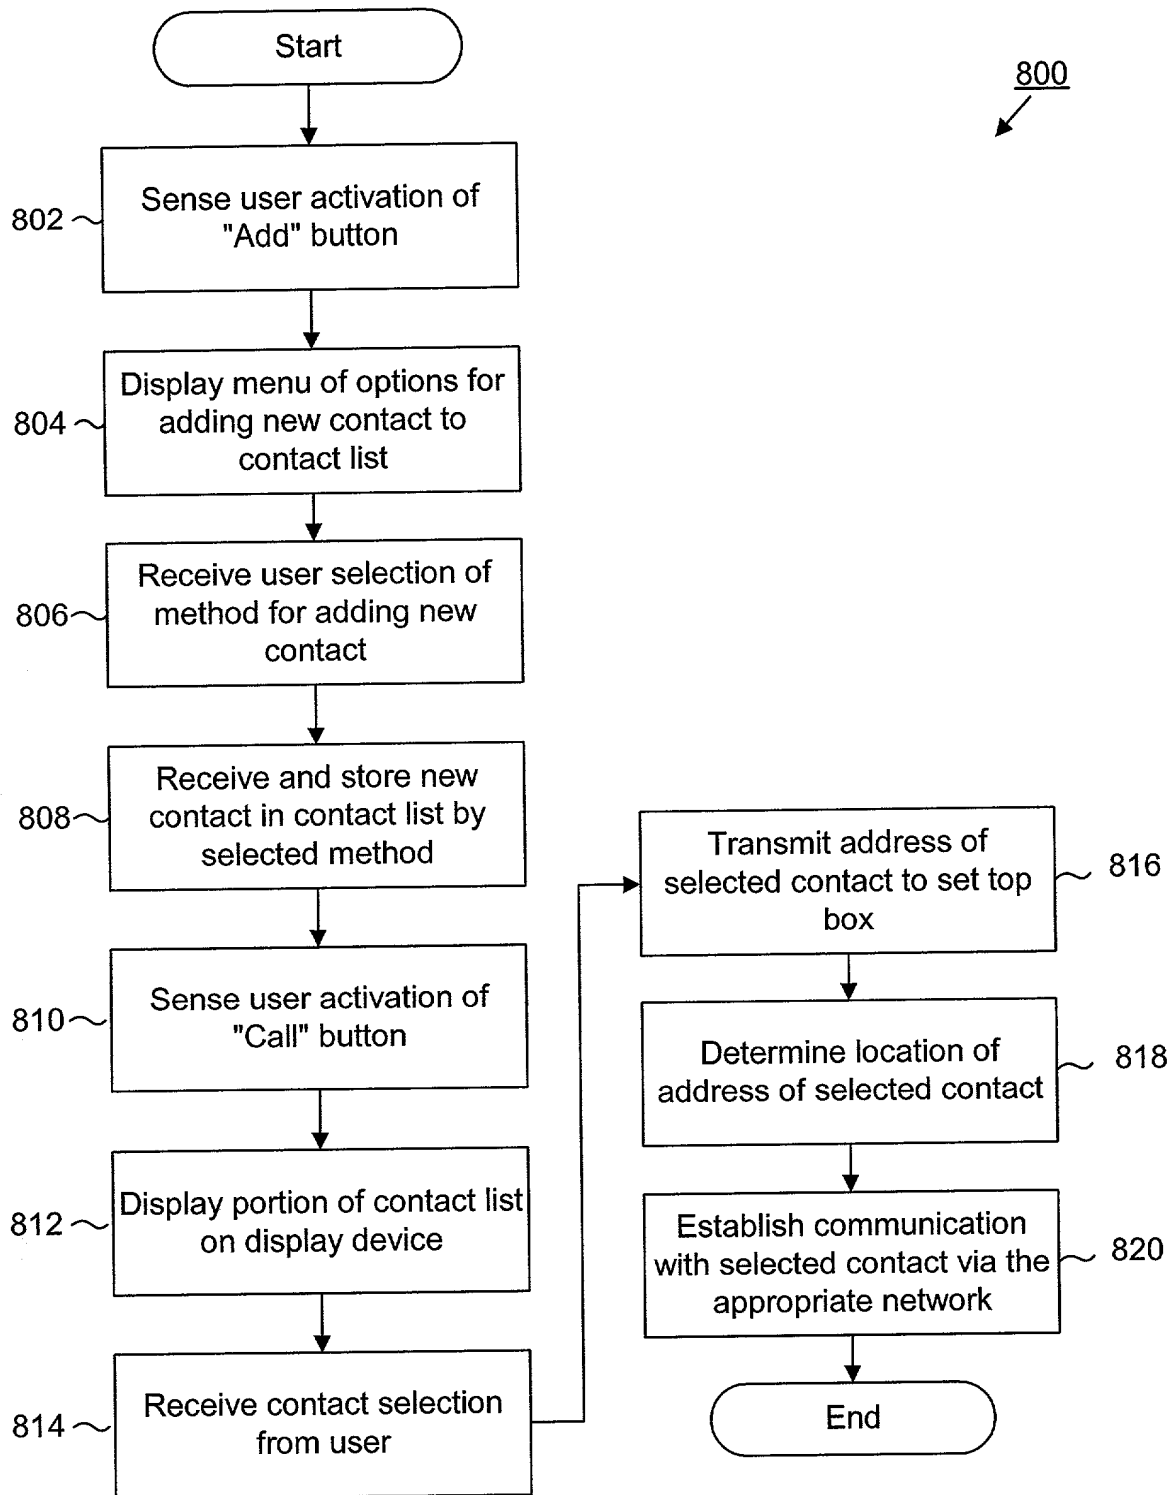 Start
800
802
Sense user activation of
"Add" button
804
Display menu of options for
adding new contact to
contact list
806
Receive user selection of
method for adding new
contact
808
Receive and store new
contact in contact list by
selected method
810
Sense user activation of
"Call" button
812
Display portion of contact list
on display device
814
Receive contact selection
from user
Transmit address of
selected contact to set top
box
816
Determine location of
address of selected contact
818
Establish communication
with selected contact via the
appropriate network
820
End